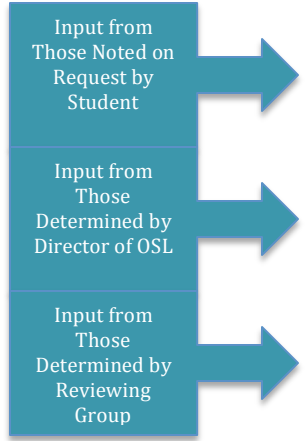 Input from
Those Noted on
Request by
Student
Input from
Those
Determined by
Director of OSL
Input from
Those
Determined by
Reviewing
Group